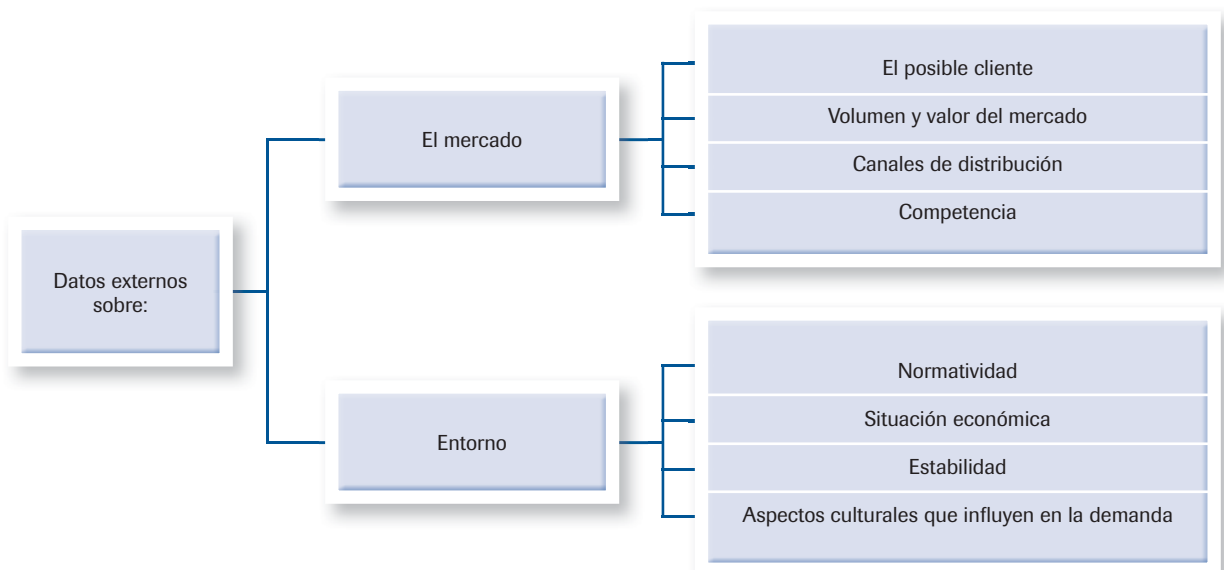 Datos externos
sobre:
El mercado
El posible cliente
Volumen y valor del mercado
Canales de distribución
Competencia
Entorno
Normatividad
Situación económica
Estabilidad
Aspectos culturales que influyen en la demanda